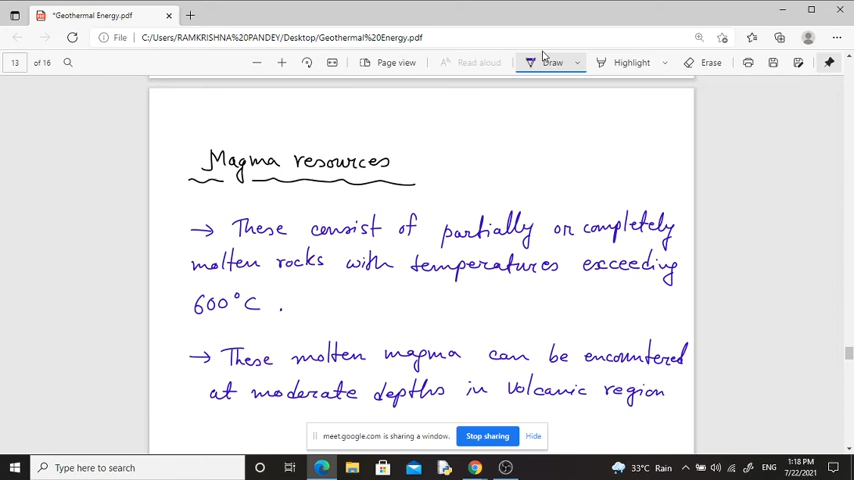 *Geothermal Energy.pdf
File
C:/Users/RAMKRISHNA%20PANDEY/Desktop/Geothermal%20Energy.pdf
13 of 16
Page view
Read aloud
Draw
Highlight
Erase
Magma resources
→ These consist of partially or completely
molten rocks with temperatures exceeding
600°C .
→ These molten magma can be encountered
at moderate depths in volcanic region
meet.google.com is sharing a window.
Stop sharing
Hide
Type here to search
33°C Rain
ENG
1:18 PM
7/22/2021